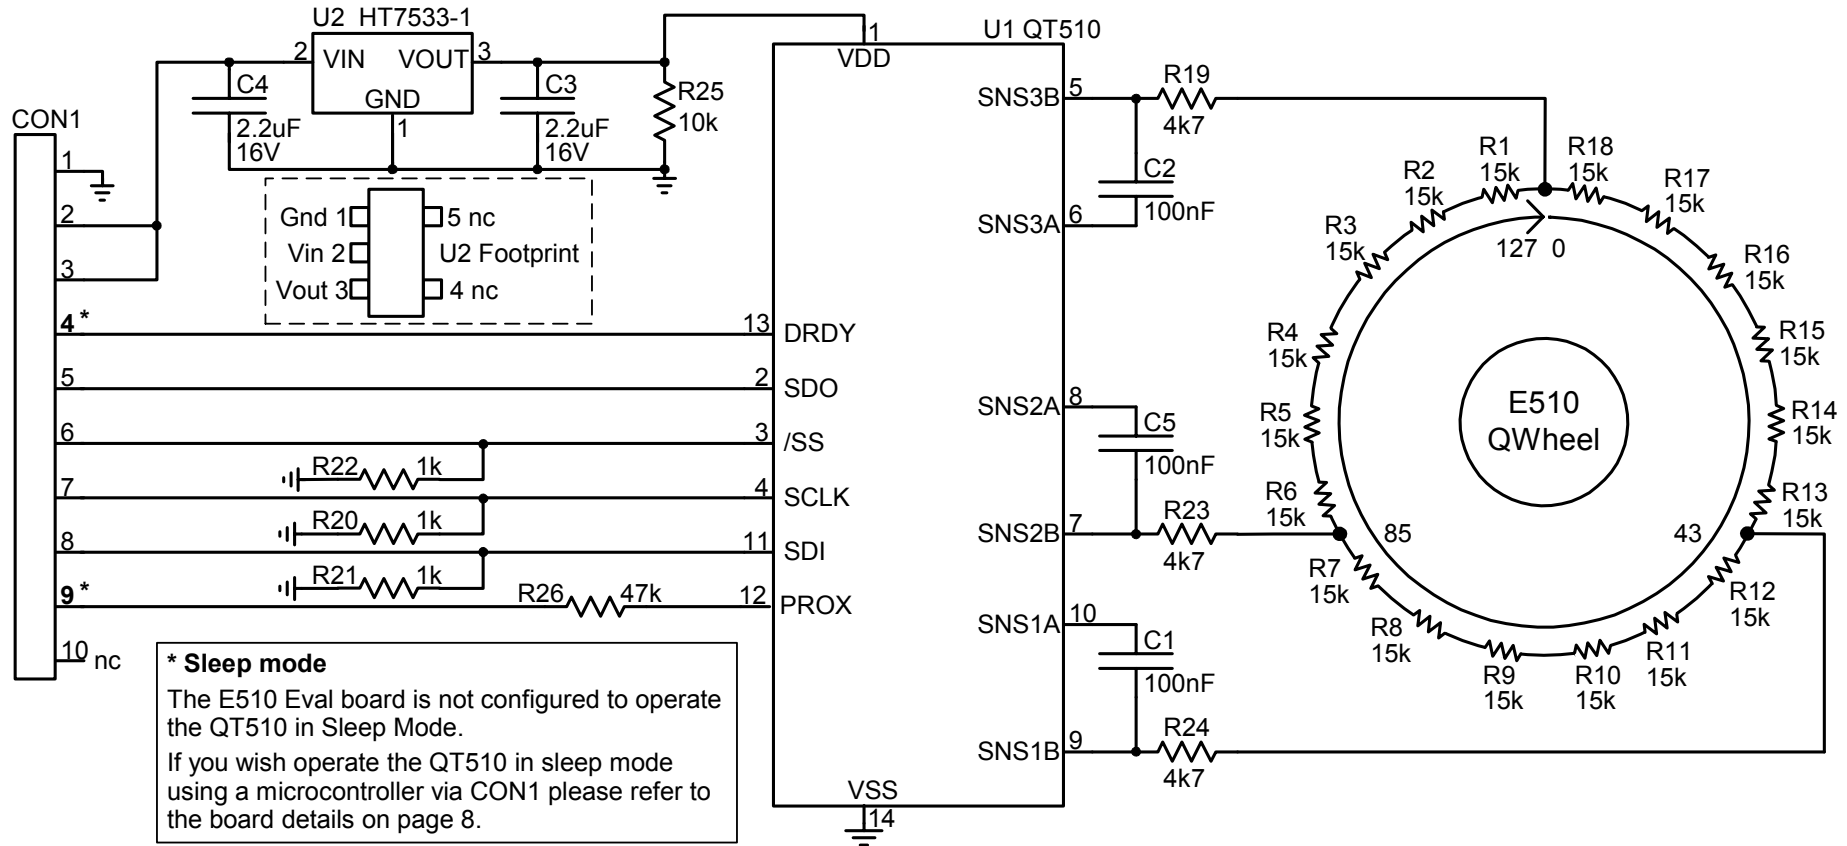 U2 HT7533-1
2 VIN VOUT 3
GND
1
C4
2.2uF
16V
C3
2.2uF
16V
R25
10k
CON1
1
2
3
4 *
5
6
7
8
9 *
10 nc
Gnd 1
Vin 2
Vout 3
5 nc
U2 Footprint
4 nc
R22 1k
R20 1k
R21 1k
R26 47k
* Sleep mode
The E510 Eval board is not configured to operate
the QT510 in Sleep Mode.
If you wish operate the QT510 in sleep mode
using a microcontroller via CON1 please refer to
the board details on page 8.
U1 QT510
1
VDD
13 DRDY
2 SDO
3 /SS
4 SCLK
11 SDI
12 PROX
VSS
14
SNS3B 5
SNS3A 6
SNS2A 8
SNS2B 7
SNS1A 10
SNS1B 9
R19
4k7
C2
100nF
C5
100nF
R23
4k7
C1
100nF
R24
4k7
R1
15k
R2
15k
R3
15k
R4
15k
R5
15k
R6
15k
R7
15k
R8
15k
R9
15k
R10
15k
R11
15k
R12
15k
R13
15k
R14
15k
R15
15k
R16
15k
R17
15k
R18
15k
127 0
85
43
E510
QWheel